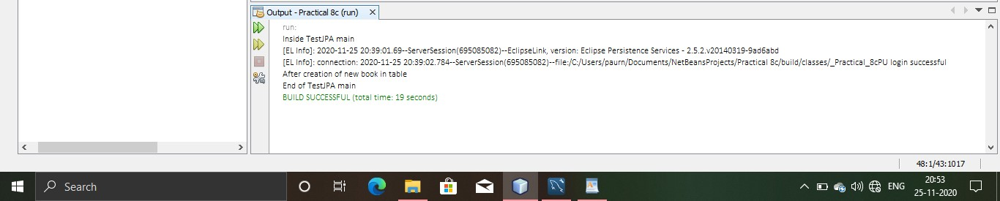 Output - Practical 8c (run)
run:
Inside TestJPA main
[EL Info]: 2020-11-25 20:39:01.69--ServerSession(695085082)--EclipseLink, version: Eclipse Persistence Services - 2.5.2.v20140319-9ad6abd
[EL Info]: connection: 2020-11-25 20:39:02.784--ServerSession(695085082)--file:/C:/Users/paurn/Documents/NetBeansProjects/Practical 8c/build/classes/_Practical_8cPU login successful
After creation of new book in table
End of TestJPA main
BUILD SUCCESSFUL (total time: 19 seconds)
48:1/43:1017
Search
ENG
20:53
25-11-2020